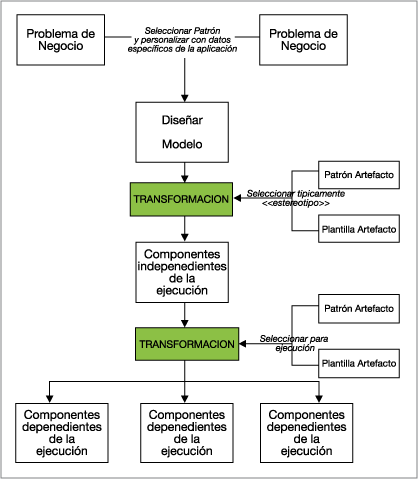 Problema de
Negocio
Seleccionar Patrón
y personalizar con datos
específicos de la aplicación
Problema de
Negocio
Diseñar
Modelo
TRANSFORMACION
Seleccionar tipicamente
<<estereotipo>>
Patrón Artefacto
Plantilla Artefacto
Componentes
indepenedientes
de la
ejecución
TRANSFORMACION
Seleccionar para
ejecución
Patrón Artefacto
Plantilla Artefacto
Componentes
depenedientes
de la
ejecución
Componentes
depenedientes
de la
ejecución
Componentes
depenedientes
de la
ejecución